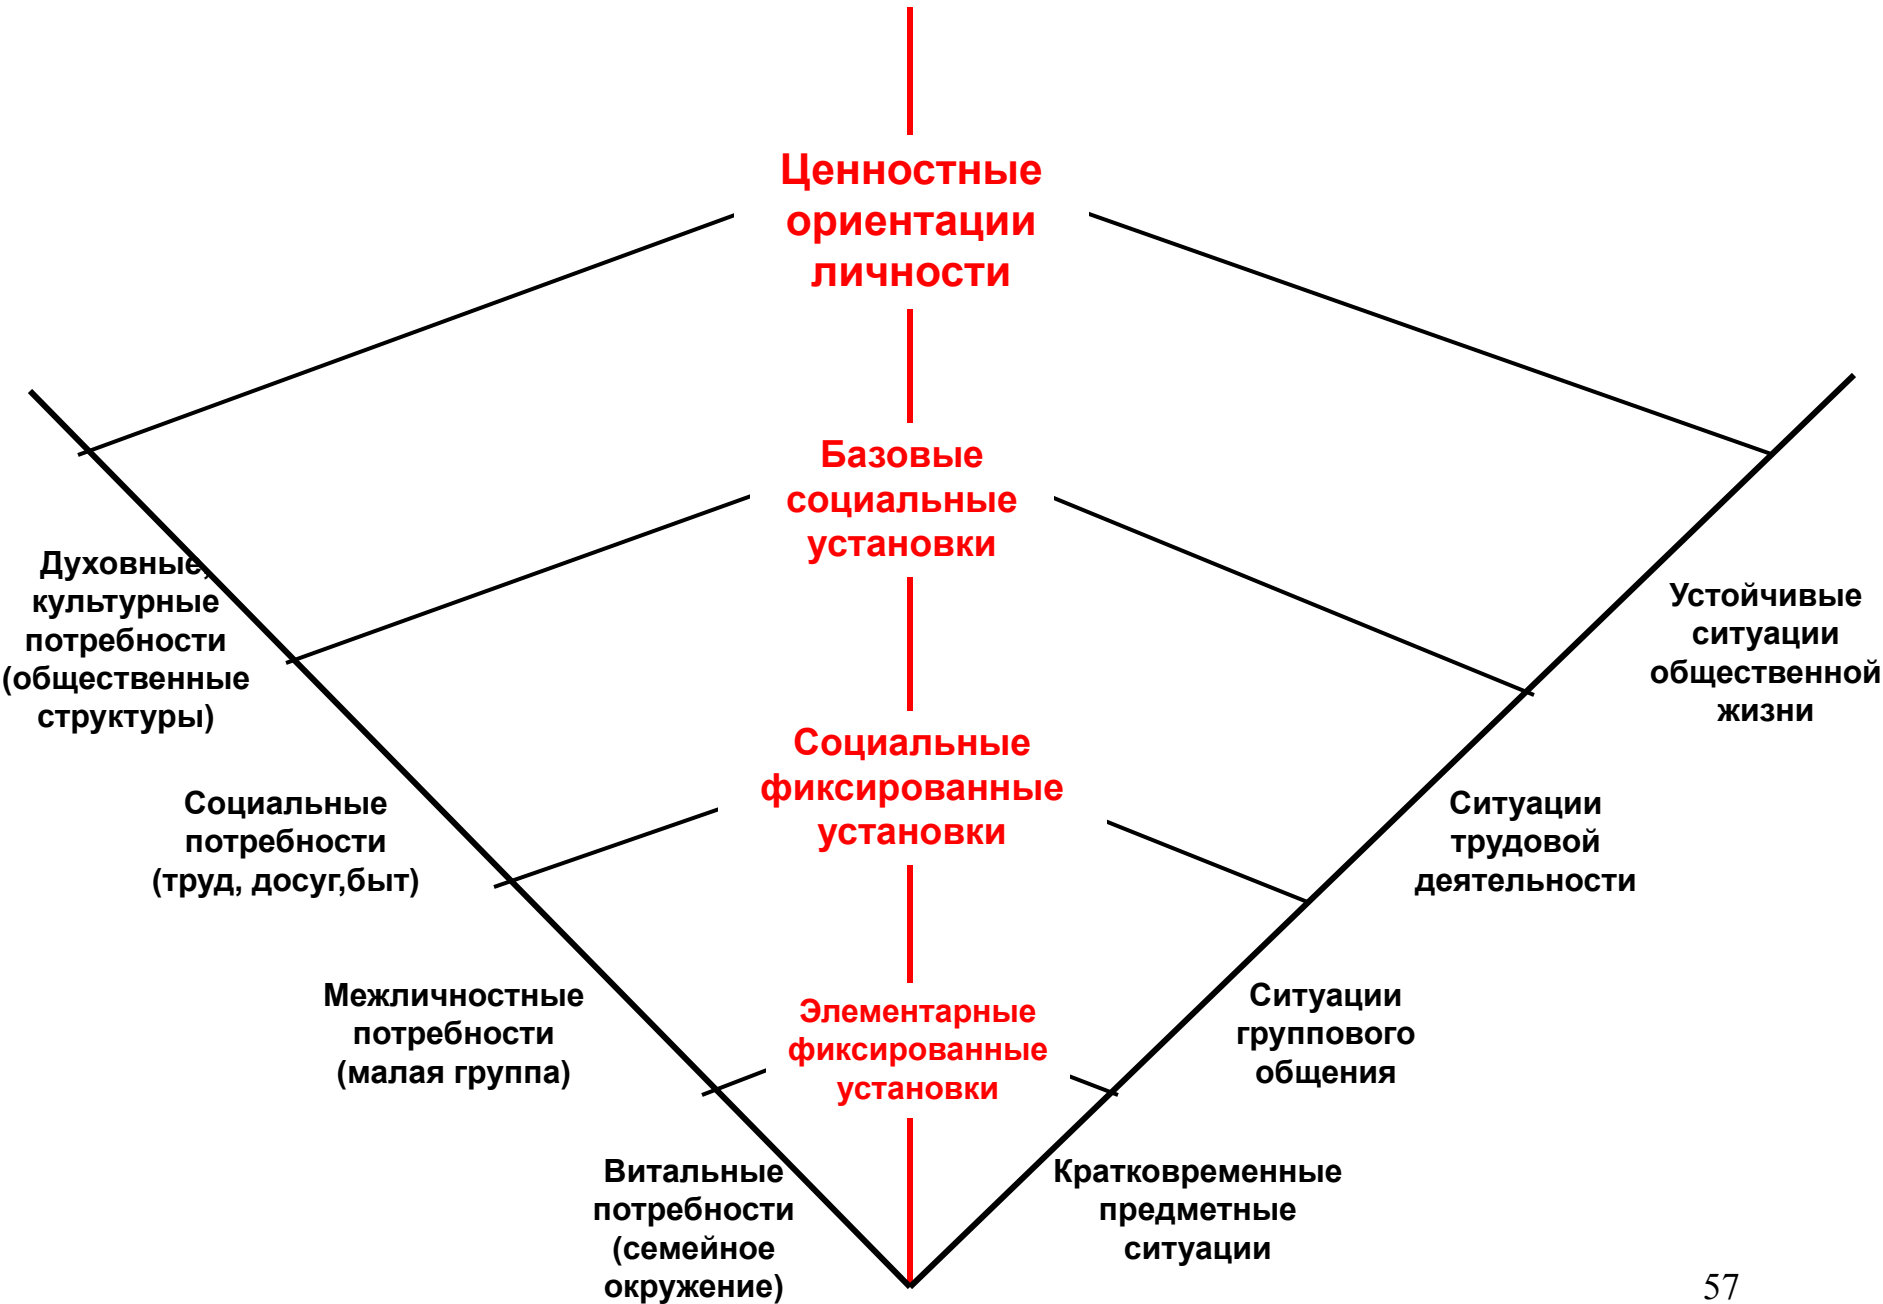 Ценностные
ориентации
личности
Базовые
социальные
установки
Духовные,
культурные
потребности
(общественные
структуры)
Устойчивые
ситуации
общественной
жизни
Социальные
фиксированные
установки
Социальные
потребности
(труд, досуг,быт)
Ситуации
трудовой
деятельности
Межличностные
потребности
(малая группа)
Элементарные
фиксированные
установки
Ситуации
группового
общения
Витальные
потребности
(семейное
окружение)
Кратковременные
предметные
ситуации
57